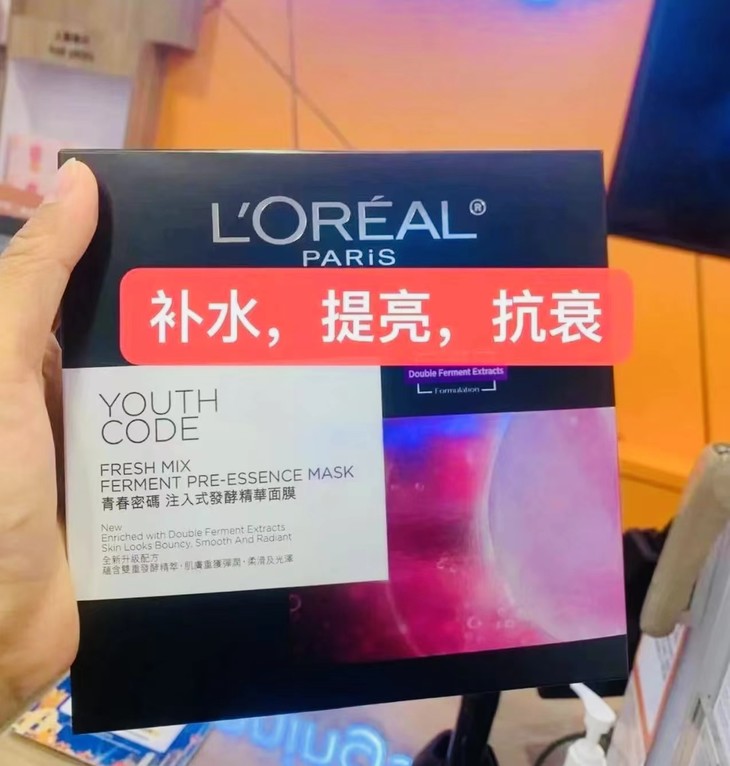 L'ORÉAL®
PARiS
补水，提亮，抗衰
Double Ferment Extracts
Formulation
YOUTH
CODE
FRESH MIX
FERMENT PRE-ESSENCE MASK
青春密碼 注入式發酵精華面膜
New
Enriched with Double Ferment Extracts
Skin Looks Bouncy, Smooth And Radiant
全新升級配方
蘊含雙重發酵精萃，肌膚重獲彈潤、柔滑及光澤